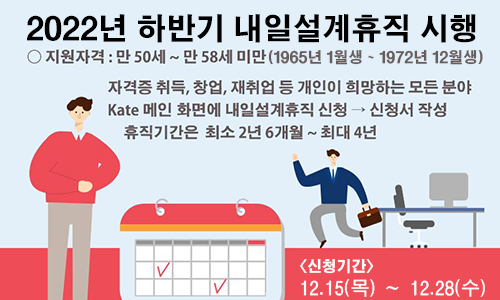 2022년 하반기 내일설계휴직 시행
○ 지원자격 : 만 50세 ~ 만 58세 미만 (1965년 1월생 ~ 1972년 12월생)
자격증 취득, 창업, 재취업 등 개인이 희망하는 모든 분야
Kate 메인 화면에 내일설계휴직 신청 → 신청서 작성
휴직기간은 최소 2년 6개월 ~ 최대 4년
<신청기간>
12.15(목) ~ 12.28(수)